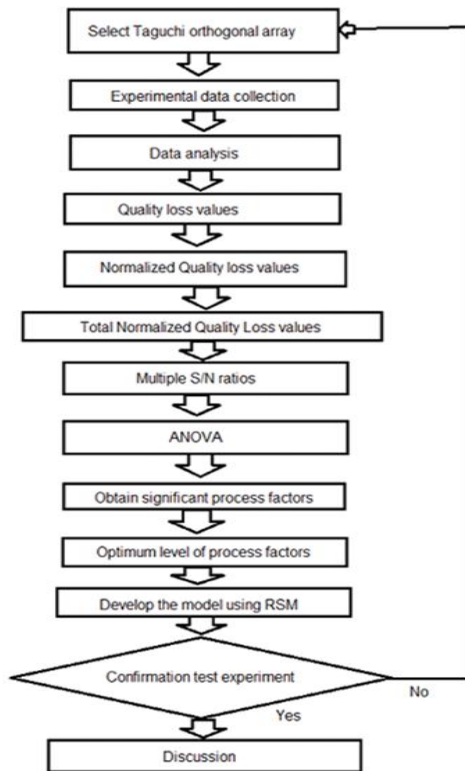 Select Taguchi orthogonal array
Experimental data collection
Data analysis
Quality loss values
Normalized Quality loss values
Total Normalized Quality Loss values
Multiple S/N ratios
ANOVA
Obtain significant process factors
Optimum level of process factors
Develop the model using RSM
Confirmation test experiment
No
Yes
Discussion